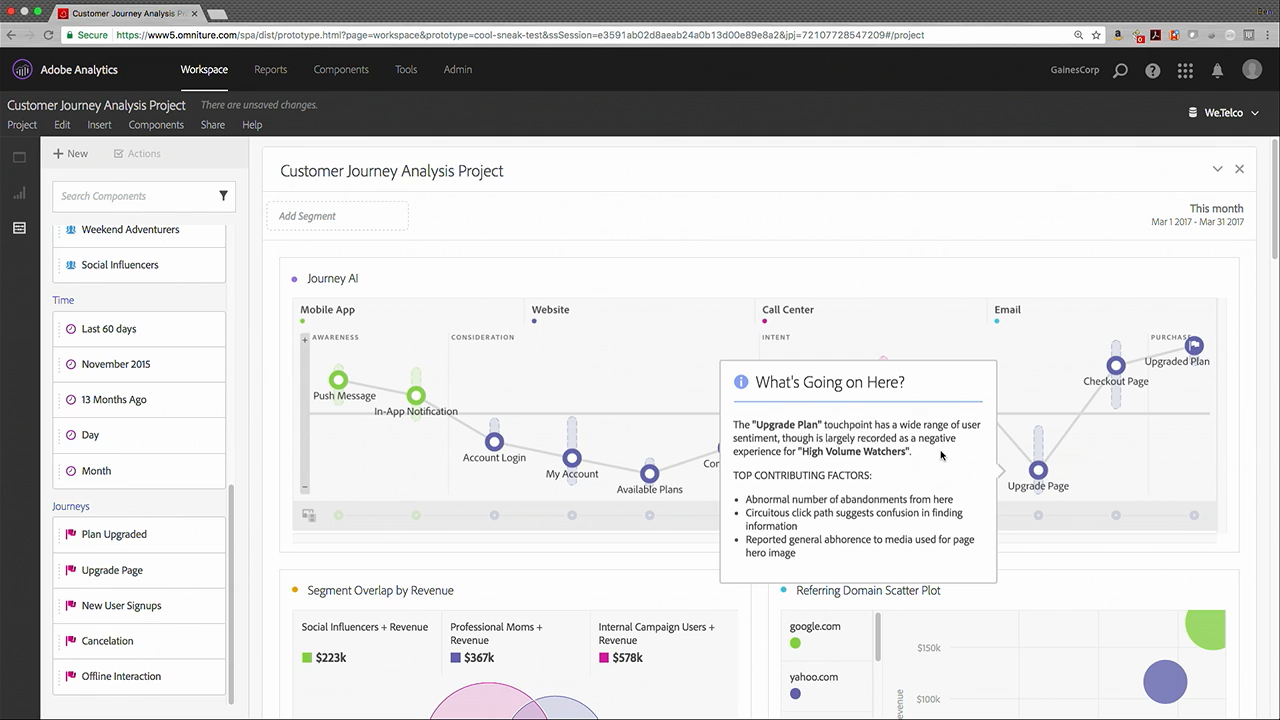 Customer Journey Analysis Pr
Secure
https://www5.omniture.com/spa/dist/prototype.html?page=workspace&prototype=cool-sneak-test&ssSession=e3591ab02d8aeab24a0b13d00e89e8a2&jpj=72107728547209#/project
Adobe Analytics
Workspace
Reports
Components
Tools
Admin
GainesCorp
Customer Journey Analysis Project
There are unsaved changes.
Project
Edit
Insert
Components
Share
Help
We.Telco
+ New
Actions
Search Components
Weekend Adventurers
Social Influencers
Time
Last 60 days
November 2015
13 Months Ago
Day
Month
Journeys
Plan Upgraded
Upgrade Page
New User Signups
Cancelation
Offline Interaction
Customer Journey Analysis Project
Add Segment
This month
Mar 1 2017 - Mar 31 2017
Journey AI
Mobile App
Website
Call Center
Email
AWARENESS
CONSIDERATION
INTENT
PURCHAS
Push Message
In-App Notification
Account Login
My Account
Available Plans
Con
Upgrade Page
Checkout Page
Upgraded Plan
What's Going on Here?
The "Upgrade Plan" touchpoint has a wide range of user
sentiment, though is largely recorded as a negative
experience for "High Volume Watchers".
TOP CONTRIBUTING FACTORS:
• Abnormal number of abandonments from here
• Circuitous click path suggests confusion in finding
information
• Reported general abhorence to media used for page
hero image
Segment Overlap by Revenue
Social Influencers + Revenue
$223k
Professional Moms +
Revenue
$367k
Internal Campaign Users +
Revenue
$578k
Referring Domain Scatter Plot
google.com
yahoo.com
$150k
$100k
evenue